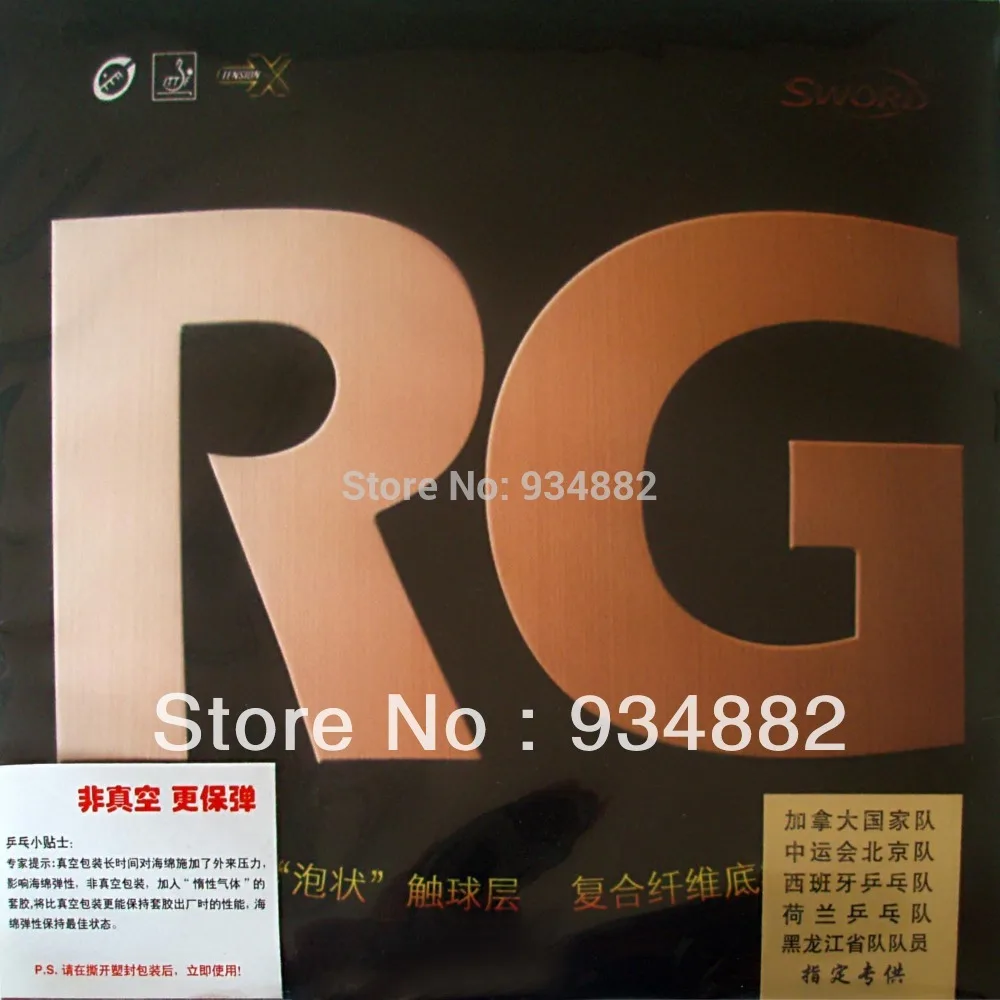 TENSION X
SWORD
RG
Store No: 934882
Store No : 934882
非真空 更保弹
乒乓小贴士:
专家提示:真空包装长时间对海绵施加了外来压力,
影响海绵弹性，非真空包装，加入“惰性气体”的
套胶,将比真空包装更能保持套胶出厂时的性能,海
绵弹性保持最佳状态。
P.S. 请在撕开塑封包装后，立即使用!
“泡状”触球层 复合纤维底
加拿大国家队
中运会北京队
西班牙乒乓队
荷兰乒乓队
黑龙江省队队员
指定专供